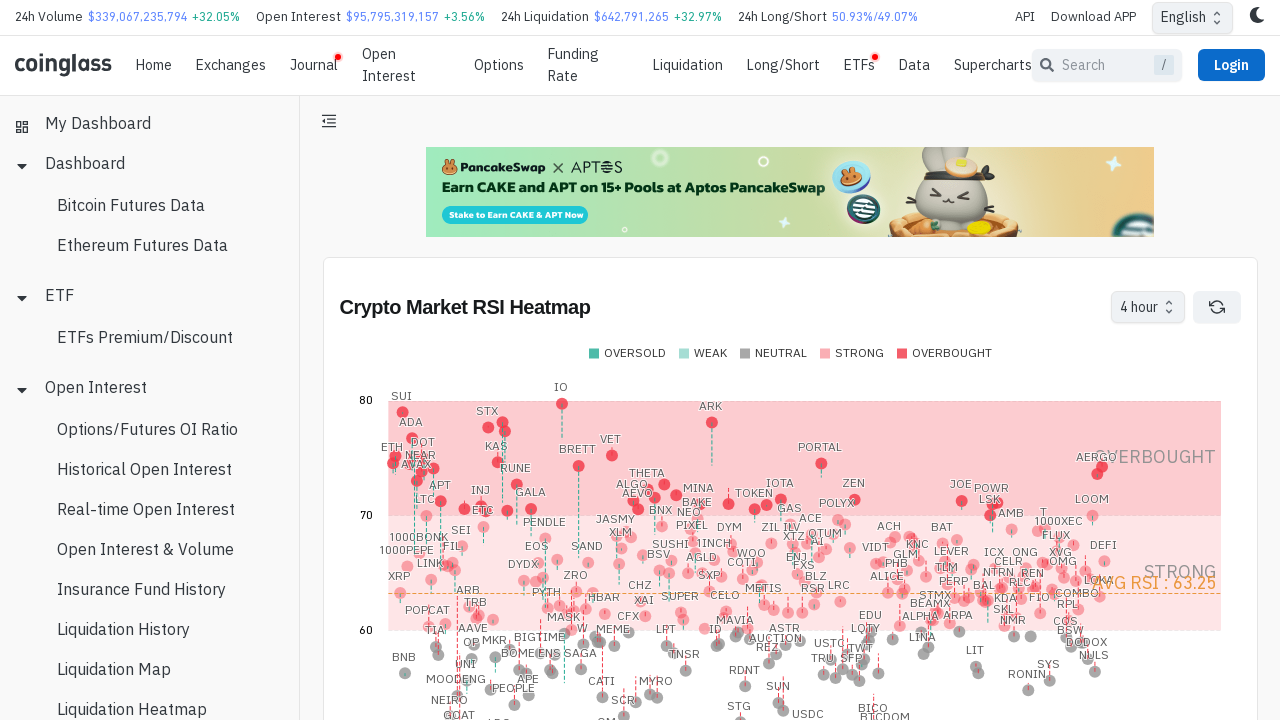 24h Volume $339,067,235,794 +32.05% Open Interest $95,795,319,157 +3.56% 24h Liquidation $642,791,265 +32.97% 24h Long/Short 50.93%/49.07% API Download APP English
coinglass Home Exchanges Journal Open Interest Options Funding Rate Liquidation Long/Short ETFs Data Supercharts Search / Login
My Dashboard
Dashboard
Bitcoin Futures Data
Ethereum Futures Data
ETF
ETFs Premium/Discount
Open Interest
Options/Futures OI Ratio
Historical Open Interest
Real-time Open Interest
Open Interest & Volume
Insurance Fund History
Liquidation History
Liquidation Map
Liquidation Heatmap
PancakeSwap × APTOS
Earn CAKE and APT on 15+ Pools at Aptos PancakeSwap
Stake to Earn CAKE & APT Now
Crypto Market RSI Heatmap
4 hour
OVERSOLD WEAK NEUTRAL STRONG OVERBOUGHT
80
70
60
OVERBOUGHT
STRONG
AVG RSI : 63.25
SUI
IO
ADA
STX
ARK
ETH
DOT
NEAR
AVAX
KAS
BRETT
VET
PORTAL
AERGO
RUNE
APT
LTC
INJ
ETC
GALA
THETA
ALGO
AEVO
MINA
BAKE
TOKEN
IOTA
ZEN
JOE
POWR
LSK
LOOM
BNX
NEO
GAS
POLYX
AMB
T
1000XEC
SEI
PENDLE
JASMY
XLM
PIXEL
DYM
ZIL
ILV
ACE
XTZ
QTUM
AI
ACH
BAT
FLUX
1000BONK
1000PEPE
FIL
LINK
EOS
SAND
SUSHI
BSV
1INCH
AGLD
WOO
COTI
ENJ
FXS
VIDT
KNC
GLM
LEVER
ICX
ONG
XVG
OMG
DEFI
XRP
DYDX
ZRO
SXP
BLZ
PHB
ALICE
TLM
PERP
NTRN
CELR
REN
RLC
LOKA
ARB
TRB
PYTH
HBAR
CHZ
XAI
SUPER
CELO
METIS
RSR
LRC
STMX
BEAMX
BAL
KDA
SKL
FIO
COMBO
RPL
POPCAT
TIA
AAVE
MASK
W
MEME
CFX
LPT
ID
MAVIA
ASTR
EDU
LQTY
ALPHA
ARPA
LINA
NMR
COS
BSW
DODOX
BNB
OP
MKR
BIGTIME
BOME
ENS
SAGA
TNSR
AUCTION
REZ
USTC
TRU
TWT
SFP
LIT
NULS
UNI
MOODENG
APE
PEOPLE
CATI
MYRO
RDNT
SUN
RONIN
SYS
NEIRO
GOAT
SCR
STG
USDC
BICO
BTCDOM